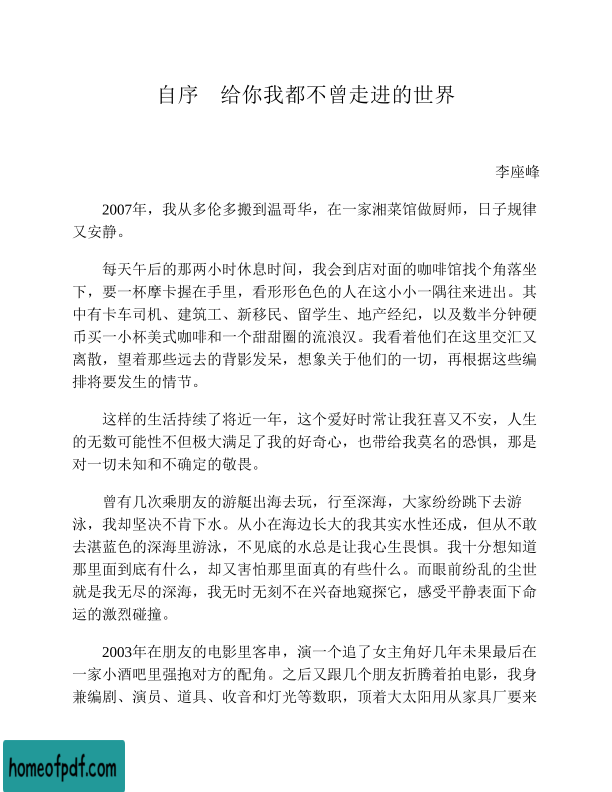 自序　给你我都不曾走进的世界
李座峰
2007年，我从多伦多搬到温哥华，在一家湘菜馆做厨师，日子规律
又安静。
每天午后的那两小时休息时间，我会到店对面的咖啡馆找个角落坐
下，要一杯摩卡握在手里，看形形色色的人在这小小一隅往来进出。其
中有卡车司机、建筑工、新移民、留学生、地产经纪，以及数半分钟硬
币买一小杯美式咖啡和一个甜甜圈的流浪汉。我看着他们在这里交汇又
离散，望着那些远去的背影发呆，想象关于他们的一切，再根据这些编
排将要发生的情节。
这样的生活持续了将近一年，这个爱好时常让我狂喜又不安，人生
的无数可能性不但极大满足了我的好奇心，也带给我莫名的恐惧，那是
对一切未知和不确定的敬畏。
曾有几次乘朋友的游艇出海去玩，行至深海，大家纷纷跳下去游
泳，我却坚决不肯下水。从小在海边长大的我其实水性还成，但从不敢
去湛蓝色的深海里游泳，不见底的水总是让我心生畏惧。我十分想知道
那里面到底有什么，却又害怕那里面真的有些什么。而眼前纷乱的尘世
就是我无尽的深海，我无时无刻不在兴奋地窥探它，感受平静表面下命
运的激烈碰撞。
2003年在朋友的电影里客串，演一个追了女主角好几年未果最后在
一家小酒吧里强抱对方的配角。之后又跟几个朋友折腾着拍电影，我身
兼编剧、演员、道具、收音和灯光等数职，顶着大太阳用从家具厂要来
homeofpdf.com